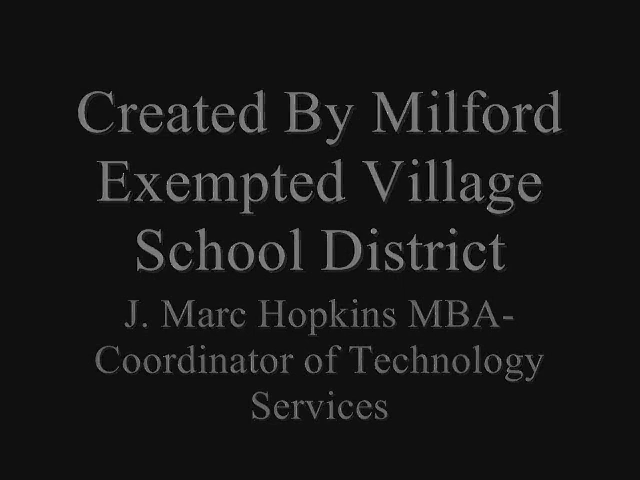 Created By Milford
Exempted Village
School District
J. Marc Hopkins MBA-
Coordinator of Technology
Services